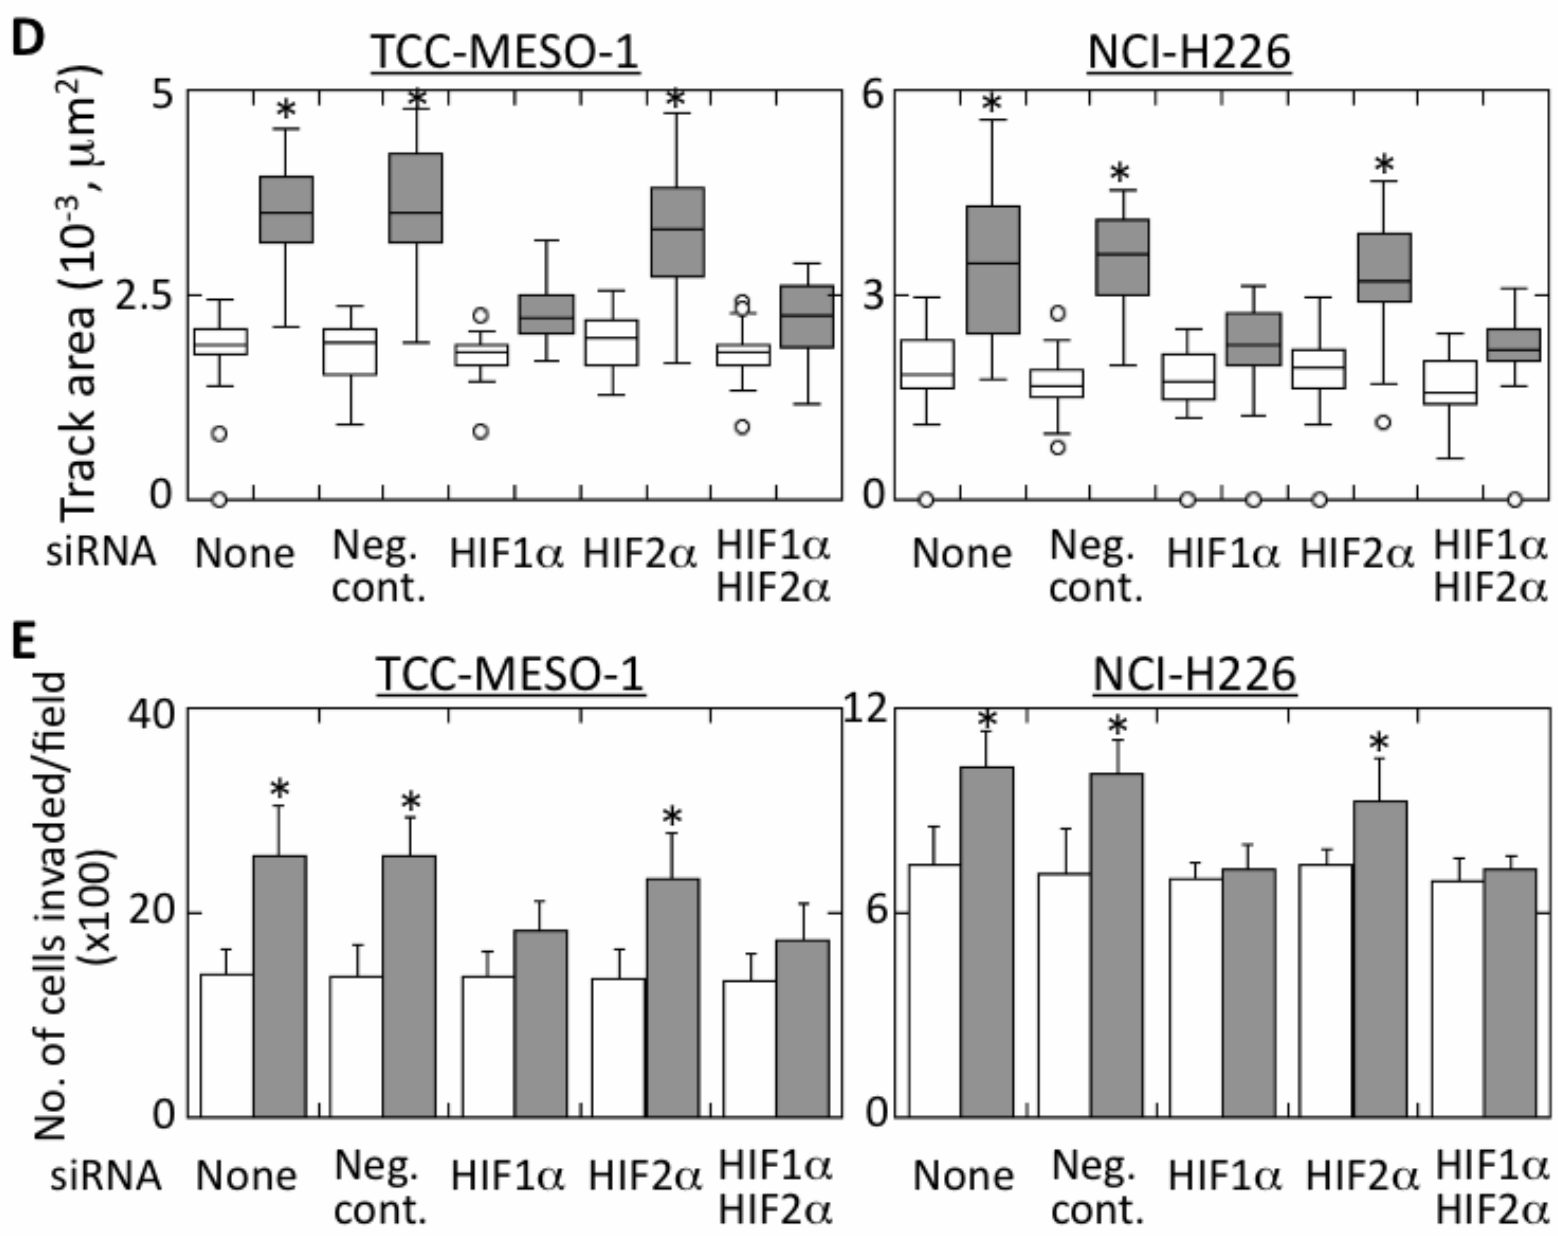 D
TCC-MESO-1 NCI-H226
Track area (10-3, μm2)
5
2.5
0
6
3
0
* * *
* * *
siRNA None Neg. cont. HIF1α HIF2α HIF1α HIF2α
None Neg. cont. HIF1α HIF2α HIF1α HIF2α
E
TCC-MESO-1 NCI-H226
No. of cells invaded/field
(x100)
40
20
0
12
6
0
* * *
* * *
siRNA None Neg. cont. HIF1α HIF2α HIF1α HIF2α
None Neg. cont. HIF1α HIF2α HIF1α HIF2α